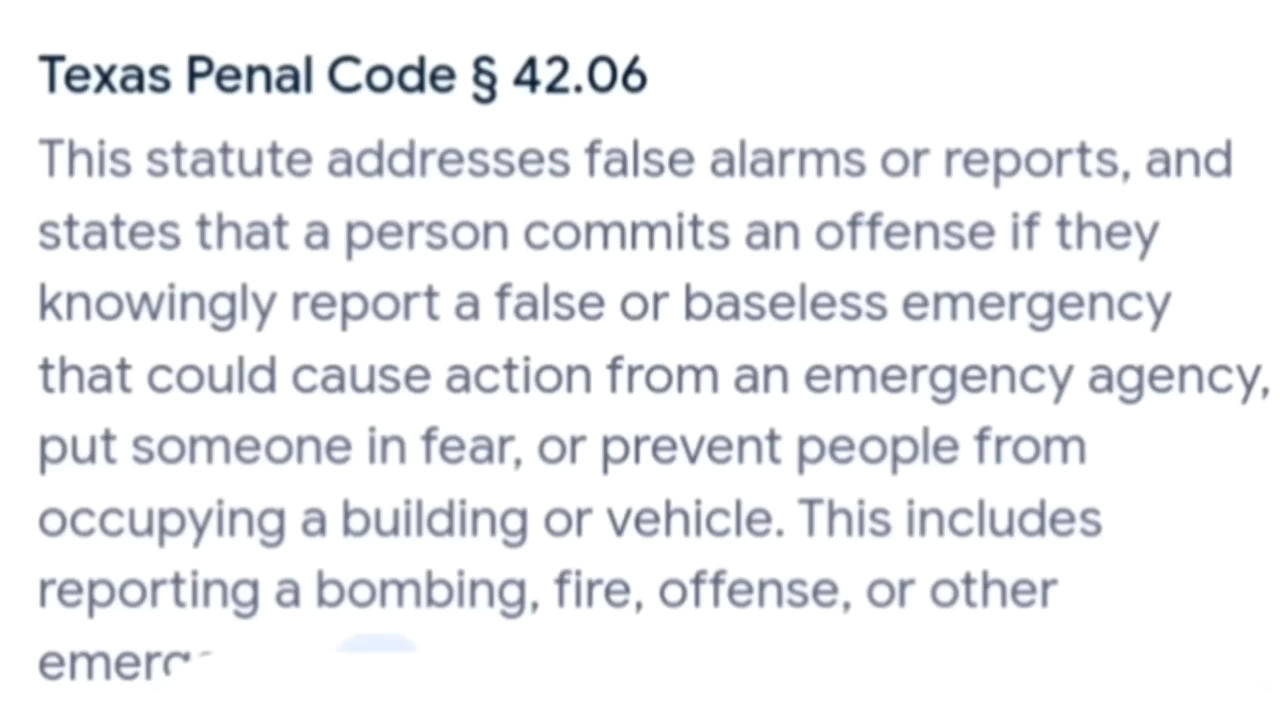 Texas Penal Code § 42.06
This statute addresses false alarms or reports, and
states that a person commits an offense if they
knowingly report a false or baseless emergency
that could cause action from an emergency agency,
put someone in fear, or prevent people from
occupying a building or vehicle. This includes
reporting a bombing, fire, offense, or other